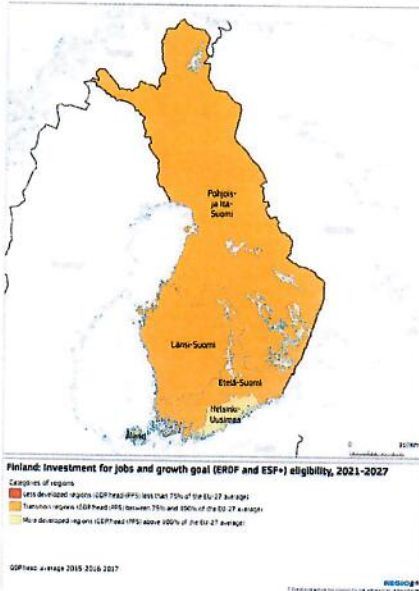 Pohjois-
ja Itä-
Suomi
Länsi-Suomi
Etelä-Suomi
Helsinki-
Uusimaa
Åland
0
Finland: Investment for jobs and growth goal (ERDF and ESF+) eligibility, 2021-2027
Categories of regions
Less developed regions (GDP/head (PPS) less than 75% of the EU-27 average)
Transition regions (GDP/head (PPS) between 75% and 100% of the EU-27 average)
More developed regions (GDP/head (PPS) above 100% of the EU-27 average)
GDP/head: average 2015-2016-2017
REGIO